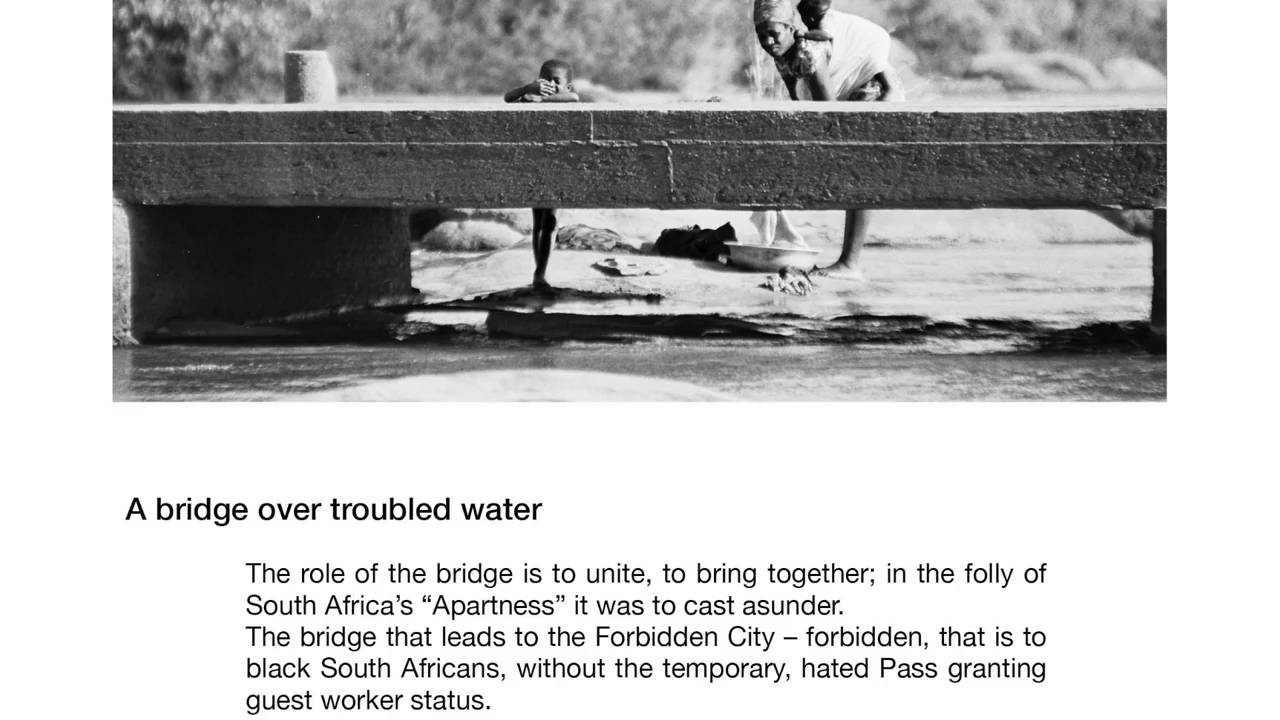 A bridge over troubled water
The role of the bridge is to unite, to bring together; in the folly of
South Africa’s “Apartness” it was to cast asunder.
The bridge that leads to the Forbidden City – forbidden, that is to
black South Africans, without the temporary, hated Pass granting
guest worker status.